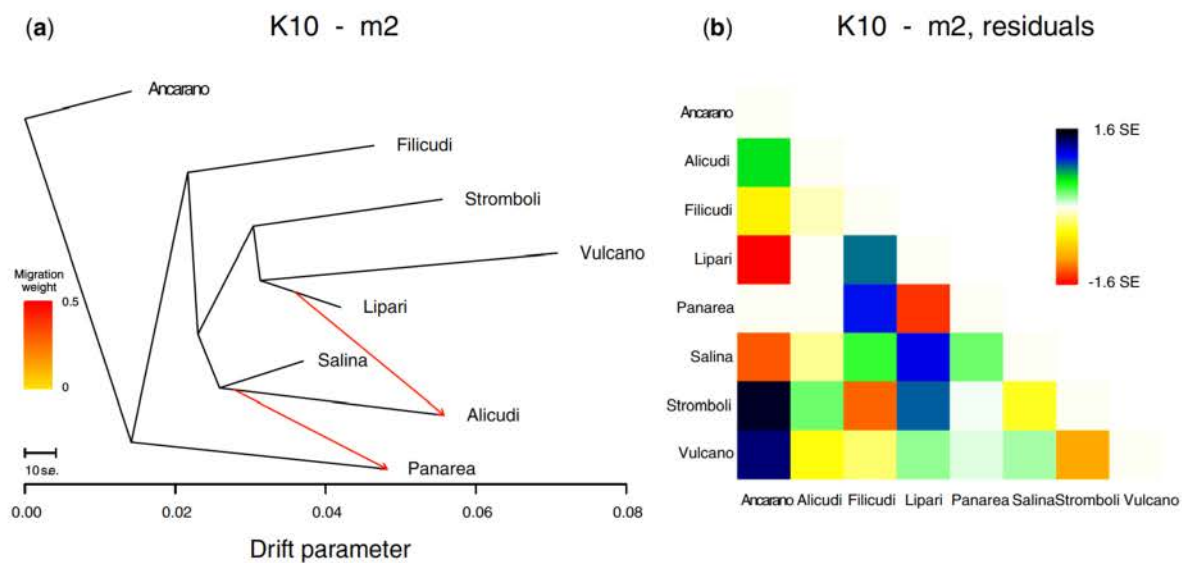 (a) K10 - m2
Ancarano
Filicudi
Stromboli
Vulcano
Lipari
Salina
Alicudi
Panarea
Migration
weight
0.5
0
10 s.e.
0.00 0.02 0.04 0.06 0.08
Drift parameter
(b) K10 - m2, residuals
Ancarano
Alicudi
Filicudi
Lipari
Panarea
Salina
Stromboli
Vulcano
1.6 SE
-1.6 SE
Ancarano Alicudi Filicudi Lipari Panarea Salina Stromboli Vulcano